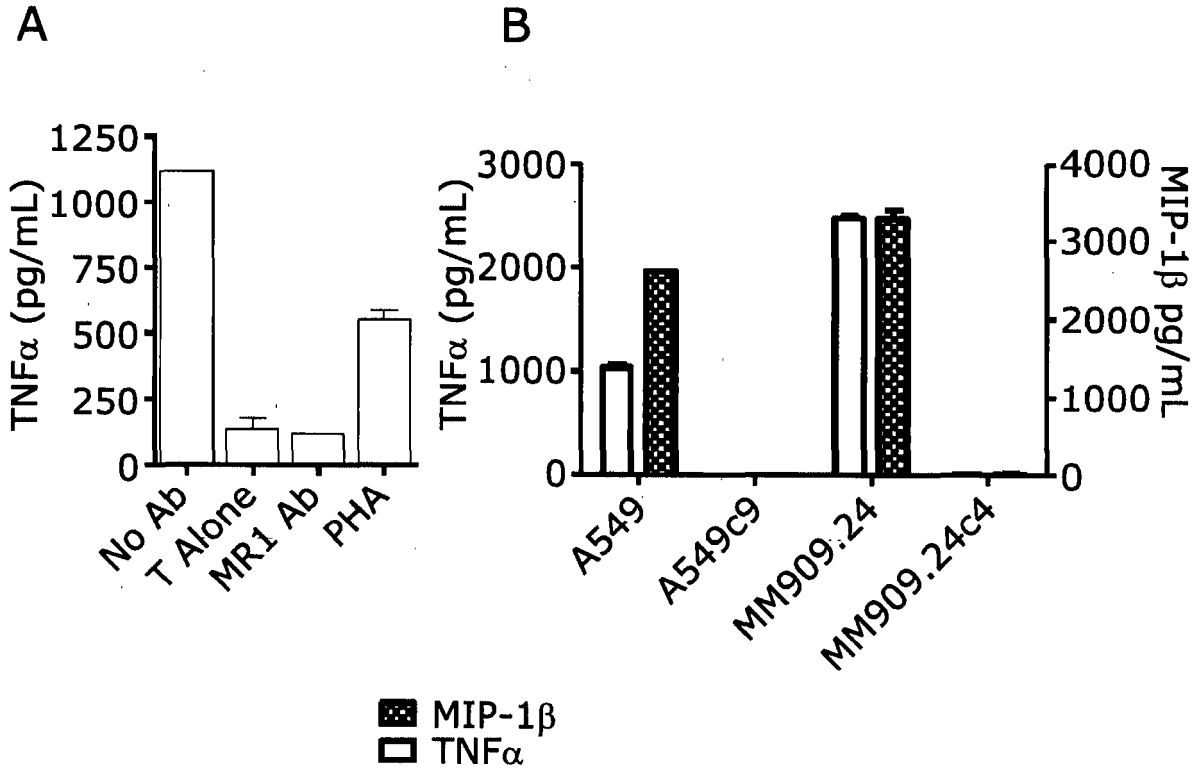 A
B
TNFα (pg/mL)
1250
1000
750
500
250
0
No Ab
T Alone
MR1 Ab
PHA
TNFα (pg/mL)
3000
2000
1000
0
4000
3000
2000
1000
0
MIP-1β pg/mL
A549
A549c9
MM909.24
MM909.24c4
MIP-1β
TNFα